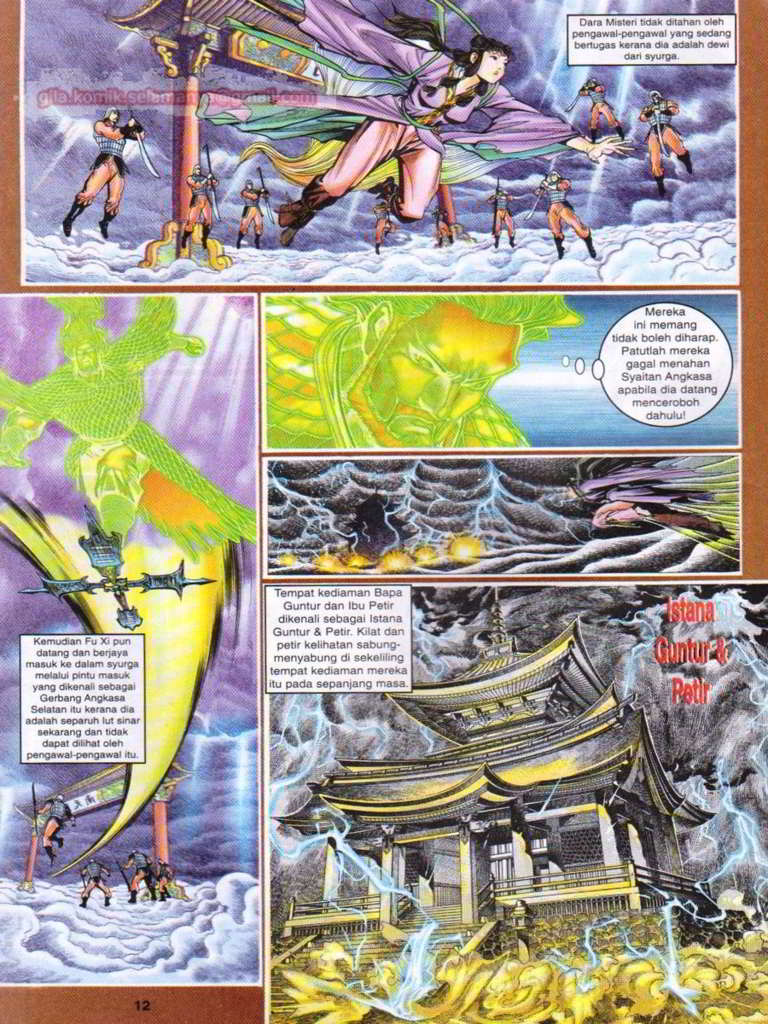 Dara Misteri tidak ditahan oleh
pengawal-pengawal yang sedang
bertugas kerana dia adalah dewi
dari syurga.
Mereka
ini memang
tidak boleh diharap.
Patutlah mereka
gagal menahan
Syaitan Angkasa
apabila dia datang
menceroboh
dahulu!
Kemudian Fu Xi pun
datang dan berjaya
masuk ke dalam syurga
melalui pintu masuk
yang dikenali sebagai
Gerbang Angkasa
Selatan itu kerana dia
adalah separuh lut sinar
sekarang dan tidak
dapat dilihat oleh
pengawal-pengawal itu.
Tempat kediaman Bapa
Guntur dan Ibu Petir
dikenali sebagai Istana
Guntur & Petir. Kilat dan
petir kelihatan sabung-
menyabung di sekeliling
tempat kediaman mereka
itu pada sepanjang masa.
Istana
Guntur &
Petir
12